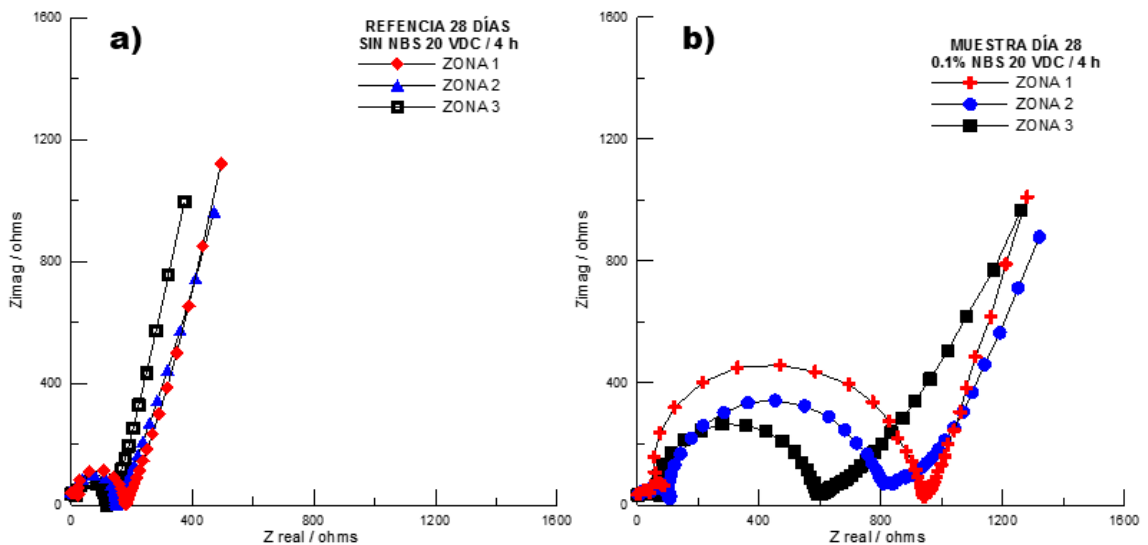 a)
REFENCIA 28 DÍAS
SIN NBS 20 VDC / 4 h
ZONA 1
ZONA 2
ZONA 3
1600
1200
800
400
0
Zimag / ohms
0 400 800 1200 1600
Z real / ohms
b)
MUESTRA DÍA 28
0.1% NBS 20 VDC / 4 h
ZONA 1
ZONA 2
ZONA 3
1600
1200
800
400
0
Zimag / ohms
0 400 800 1200 1600
Z real / ohms